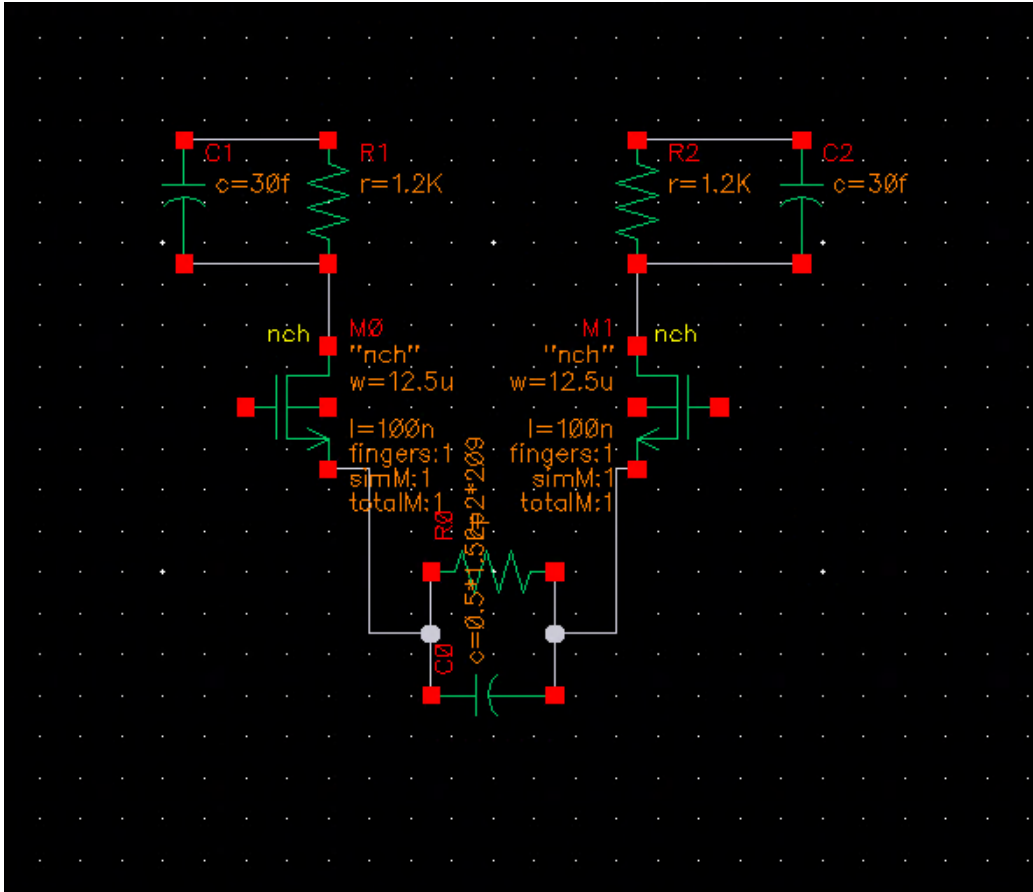 C1
c=30f
R1
r=1.2K
R2
r=1.2K
C2
c=30f
nch
M0
"nch"
w=12.5u
l=100n
fingers:1
simM:1
totalM:1
M1
nch
"nch"
w=12.5u
l=100n
fingers:1
simM:1
totalM:1
R0
C0